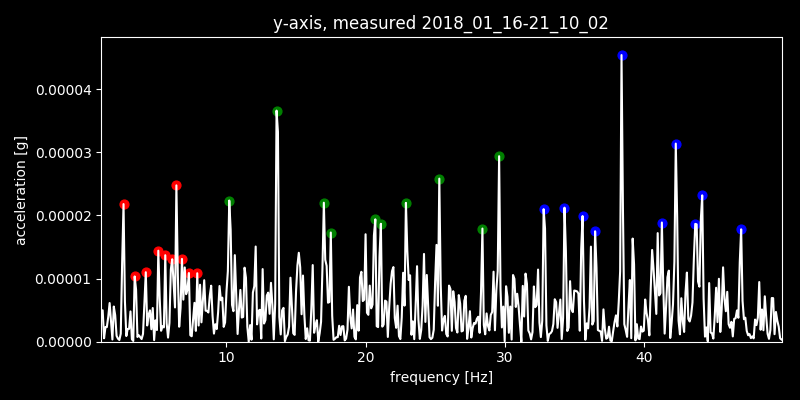 y-axis, measured 2018_01_16-21_10_02
0.00004
0.00003
0.00002
0.00001
0.00000
acceleration [g]
10 20 30 40
frequency [Hz]